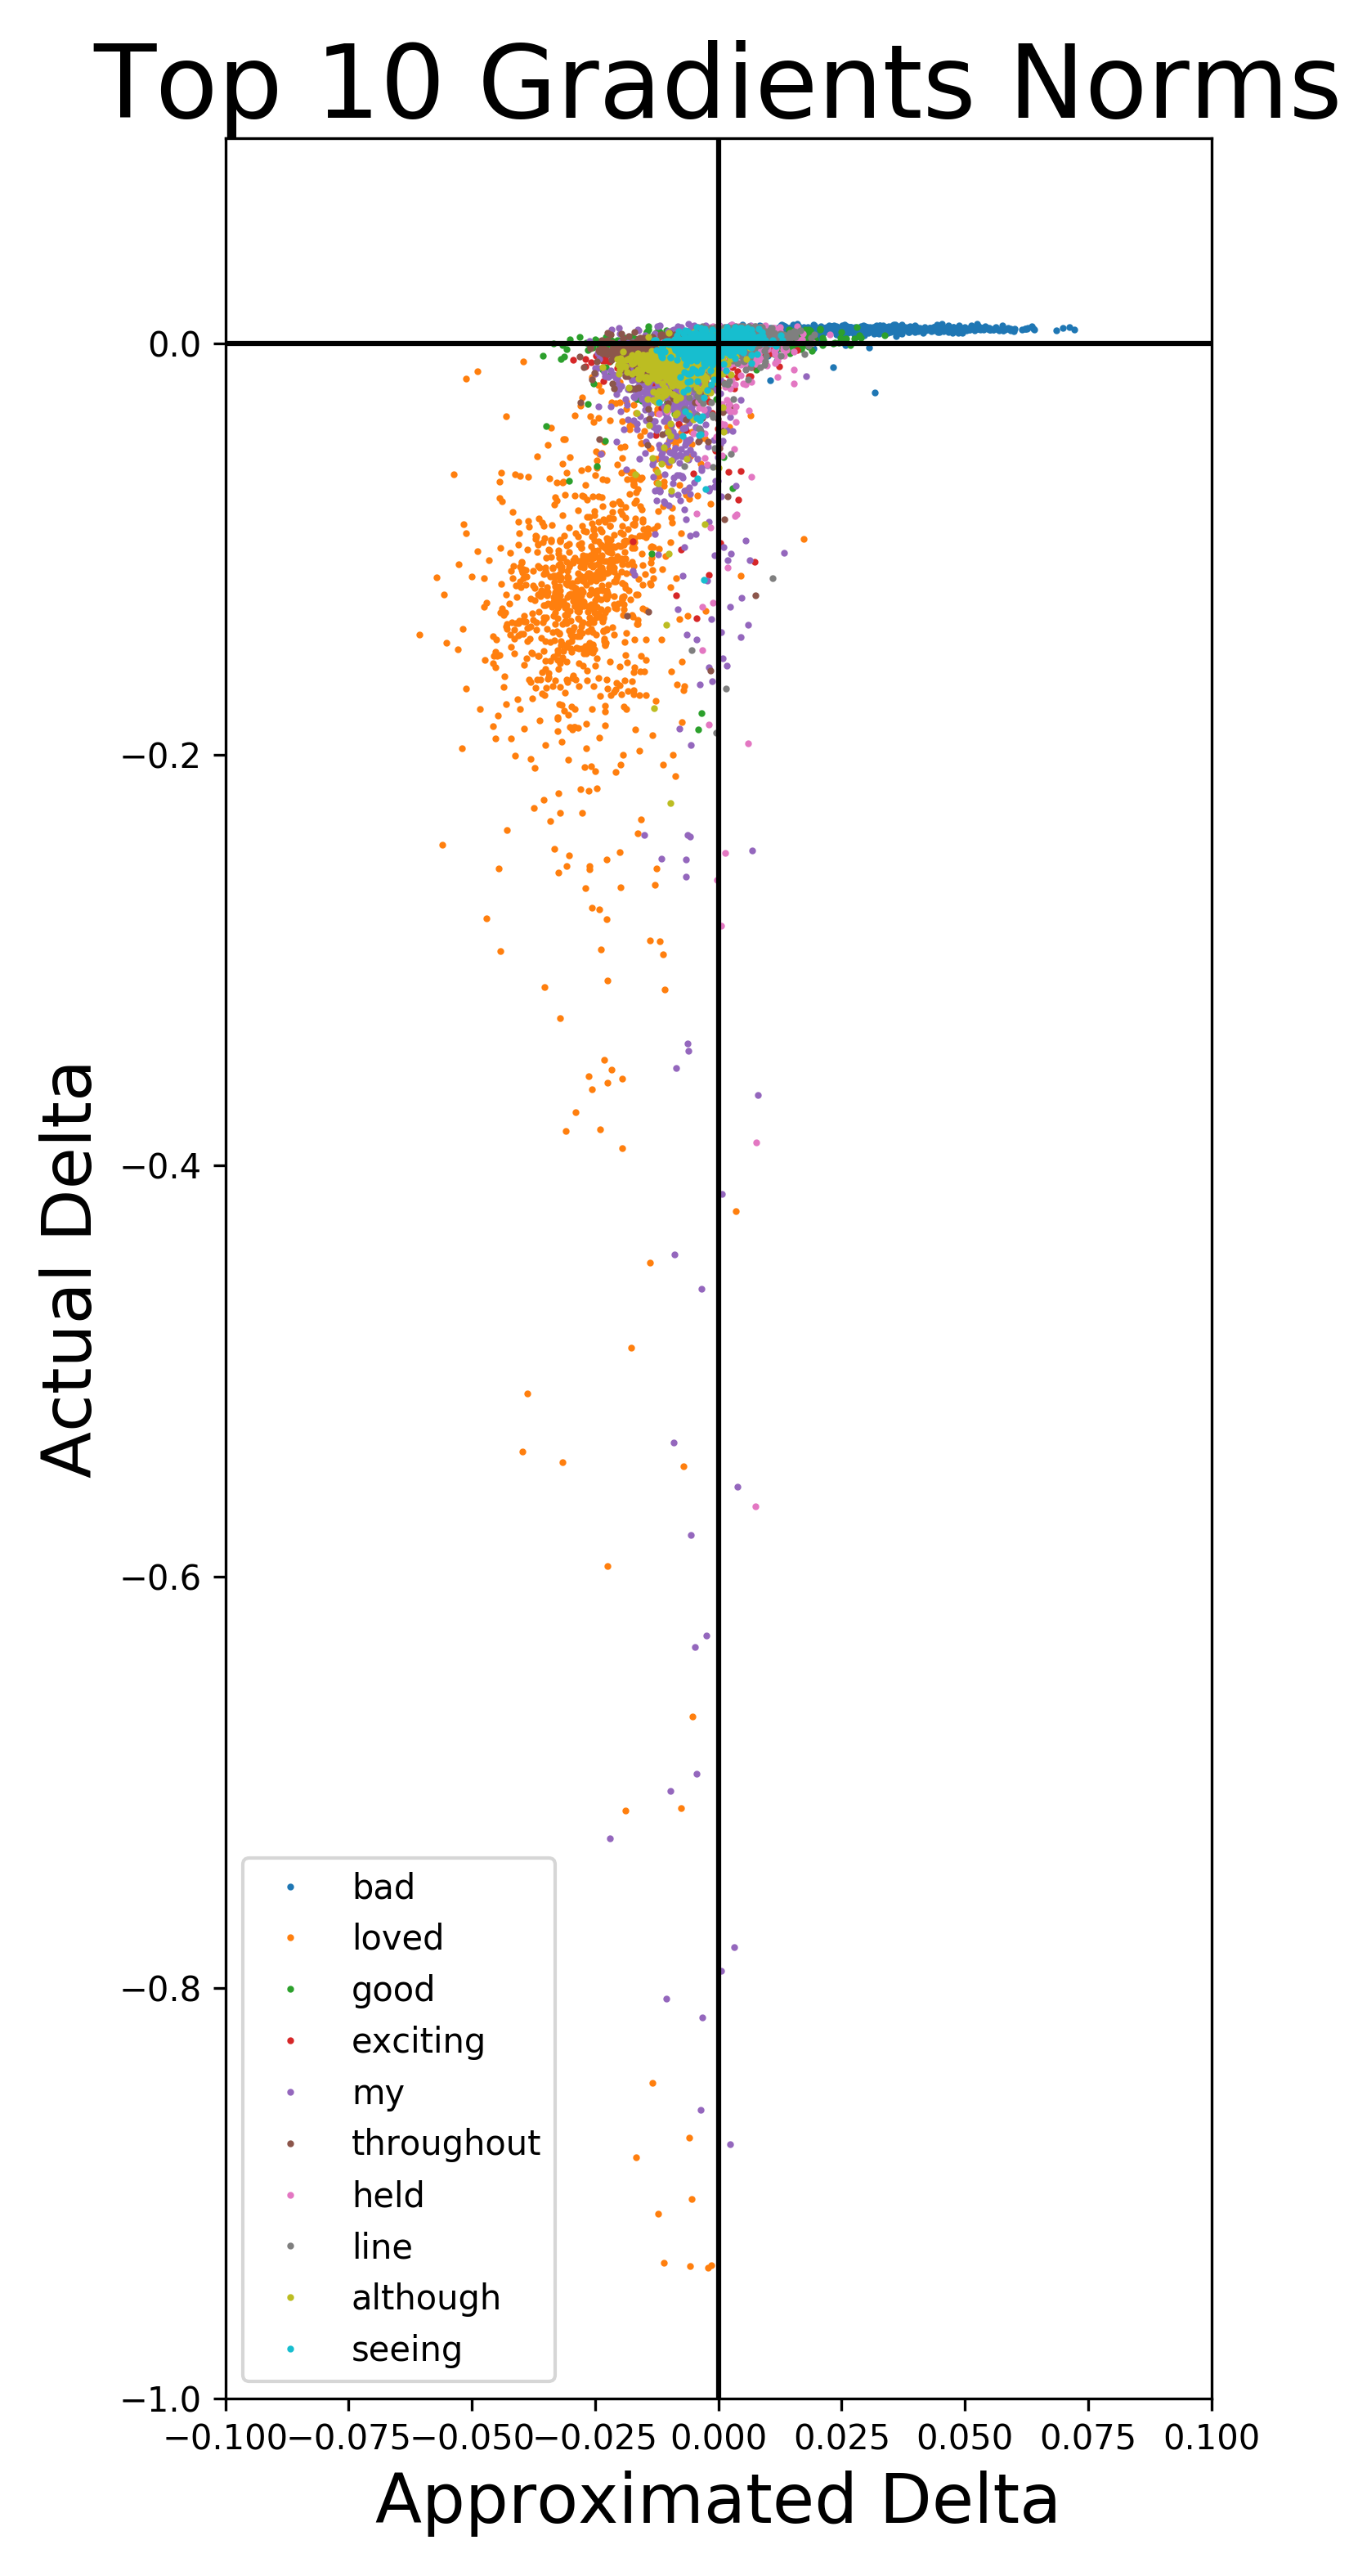 Top 10 Gradients Norms
Actual Delta
0.0
−0.2
−0.4
−0.6
−0.8
−1.0
bad
loved
good
exciting
my
throughout
held
line
although
seeing
−0.100 −0.075 −0.050 −0.025 0.000 0.025 0.050 0.075 0.100
Approximated Delta